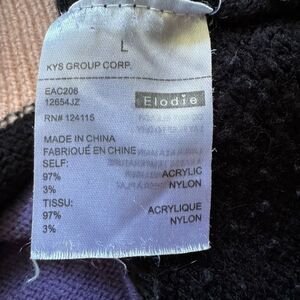 L
KYS GROUP CORP.
EAC206
12654JZ
Elodie
RN# 124115
MADE IN CHINA
FABRIQUÉ EN CHINE
SELF:
97% ACRYLIC
3% NYLON
TISSU:
97% ACRYLIQUE
3% NYLON